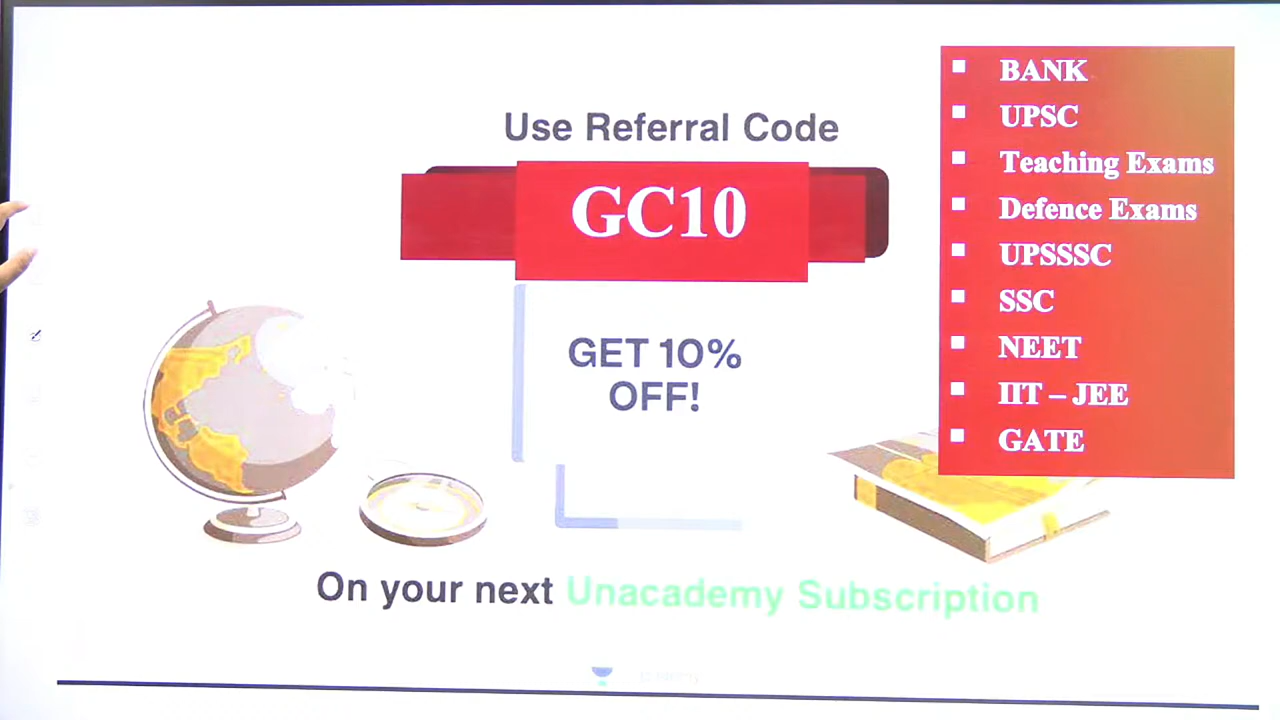 Use Referral Code
GC10
GET 10%
OFF!
On your next Unacademy Subscription
BANK
UPSC
Teaching Exams
Defence Exams
UPSSSC
SSC
NEET
IIT – JEE
GATE